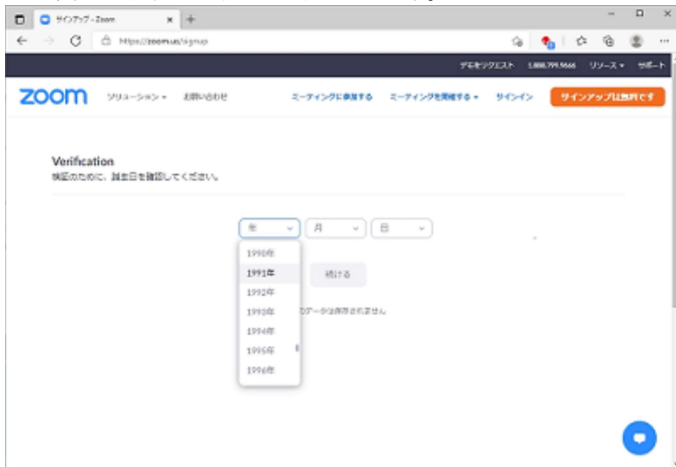 サインアップ - Zoom
https://zoom.us/signup
デモをリクエスト 1.888.799.9666 リソース サポート
zoom ソリューション お問い合わせ ミーティングに参加する ミーティングを開催する サインイン サインアップは無料です
Verification
検証のために、誕生日を確認してください。
年 月 日
1990年
1991年
1992年
1993年
1994年
1995年
1996年
続ける
のデータは保存されません